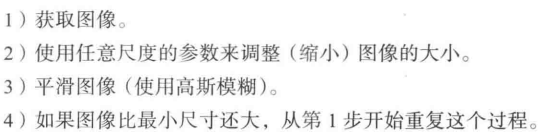 1）获取图像。
2）使用任意尺度的参数来调整（缩小）图像的大小。
3）平滑图像（使用高斯模糊）。
4）如果图像比最小尺寸还大，从第 1 步开始重复这个过程。